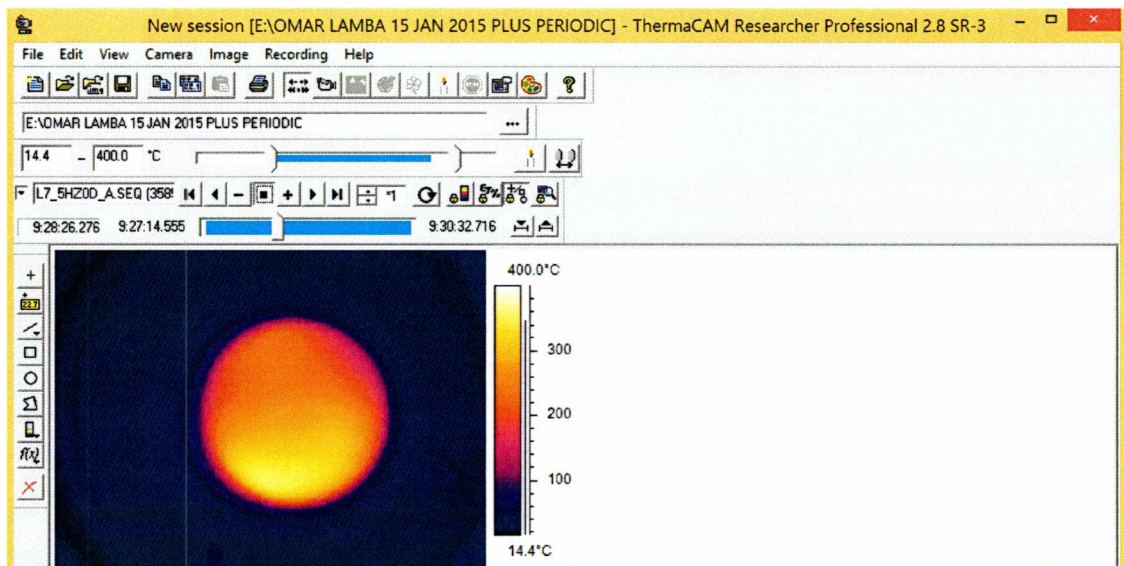 New session [E:\OMAR LAMBA 15 JAN 2015 PLUS PERIODIC] - ThermaCAM Researcher Professional 2.8 SR-3
File Edit View Camera Image Recording Help
E:\OMAR LAMBA 15 JAN 2015 PLUS PERIODIC ...
14.4 - 400.0 °C
L7_5HZ0D_A.SEQ (358 *1
9:28:26.276 9:27:14.555 9:30:32.716
400.0°C
300
200
100
14.4°C